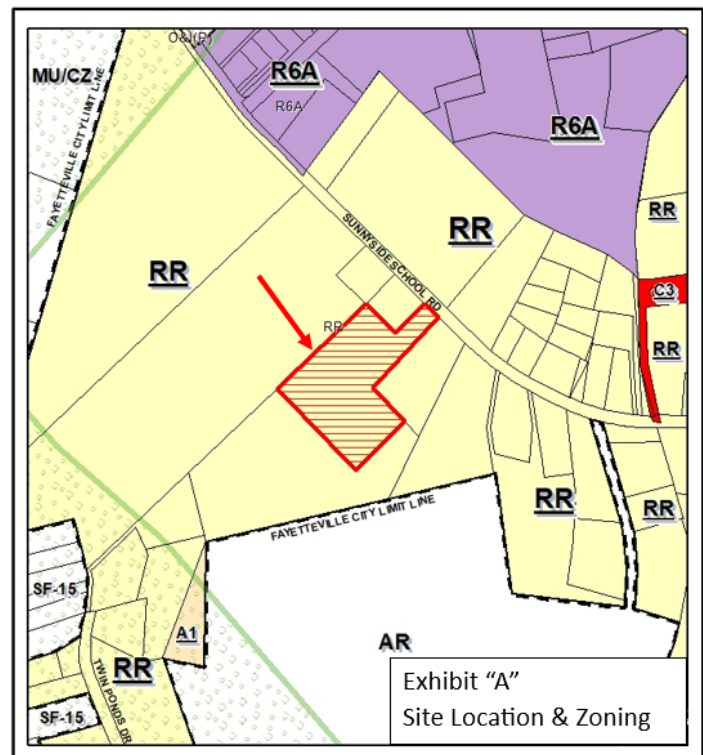 O&I(P)
MU/CZ
R6A
R6A
FAYETTEVILLE CITY LIMIT LINE
R6A
RR
RR
SUNNYSIDE SCHOOL RD
RR
C3
RR
RR
RR
FAYETTEVILLE CITY LIMIT LINE
RR
RR
SF-15
A1
AR
RR
TWIN PONDS DR
SF-15
Exhibit “A”
Site Location & Zoning